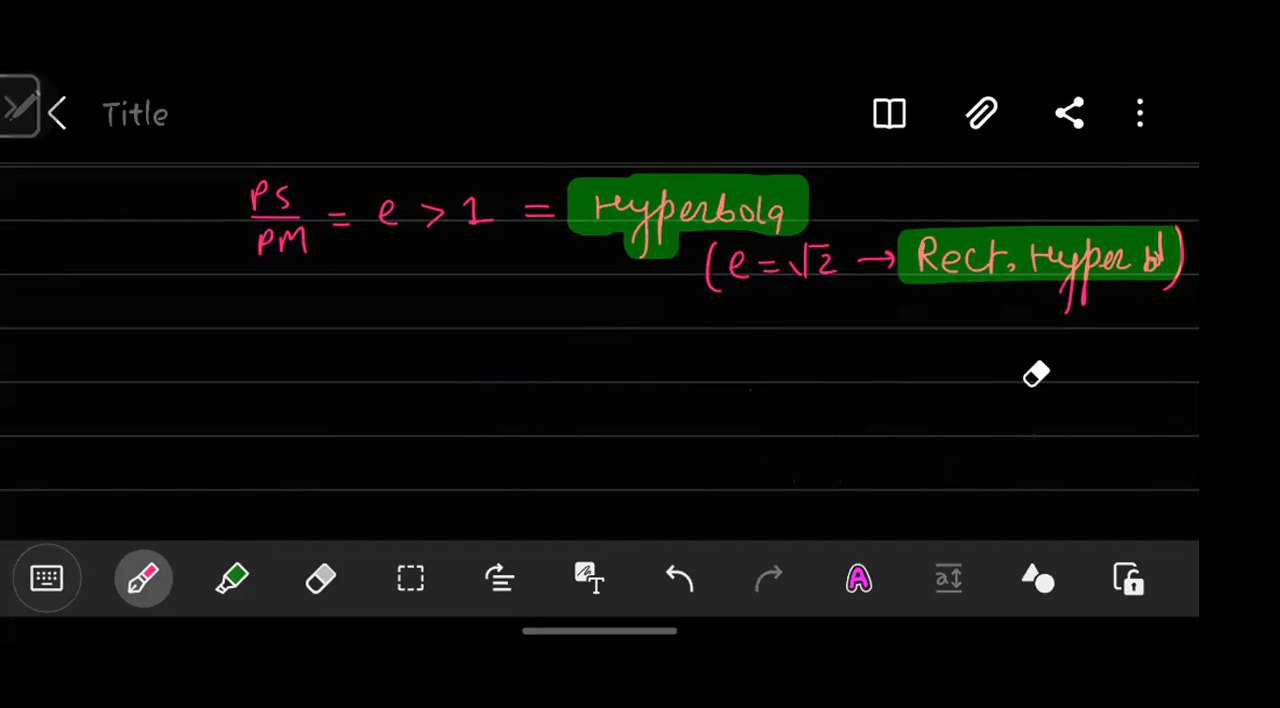 Title
PS/PM = e > 1 = Hyperbola
(e = √2 → Rect. Hyperbol)